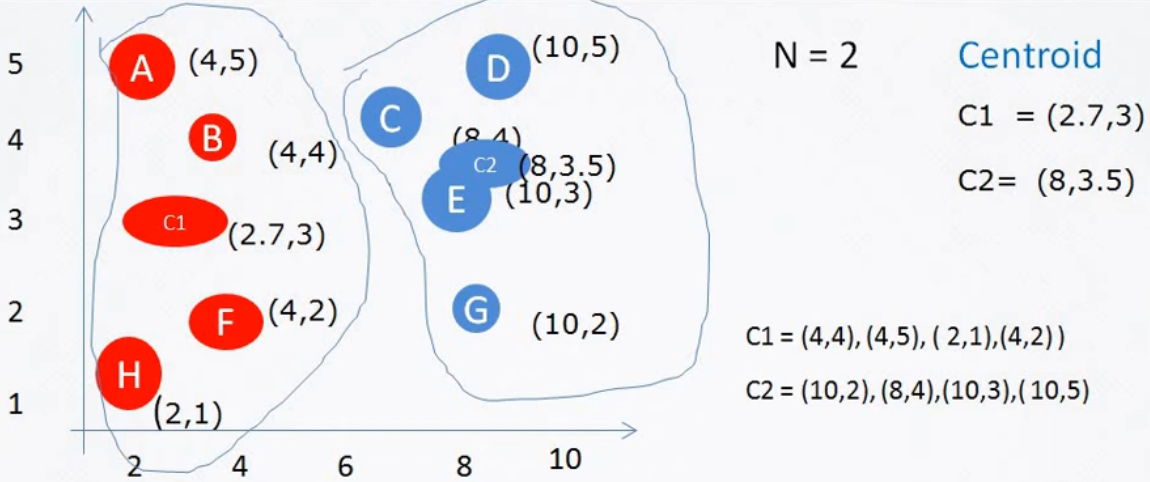 5
4
3
2
1
2 4 6 8 10
A (4,5)
B
(4,4)
C1
(2.7,3)
F (4,2)
H
(2,1)
D (10,5)
C
(8,4)
C2 (8,3.5)
E (10,3)
G
(10,2)
N = 2 Centroid
C1 = (2.7,3)
C2= (8,3.5)
C1 = (4,4), (4,5), ( 2,1),(4,2) )
C2 = (10,2), (8,4),(10,3),( 10,5)